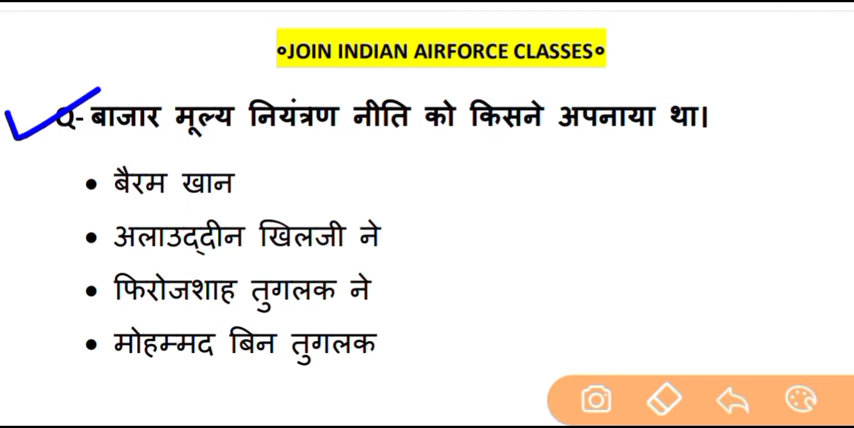 ∘JOIN INDIAN AIRFORCE CLASSES∘
Q- बाजार मूल्य नियंत्रण नीति को किसने अपनाया था।
• बैरम खान
• अलाउद्दीन खिलजी ने
• फिरोजशाह तुगलक ने
• मोहम्मद बिन तुगलक